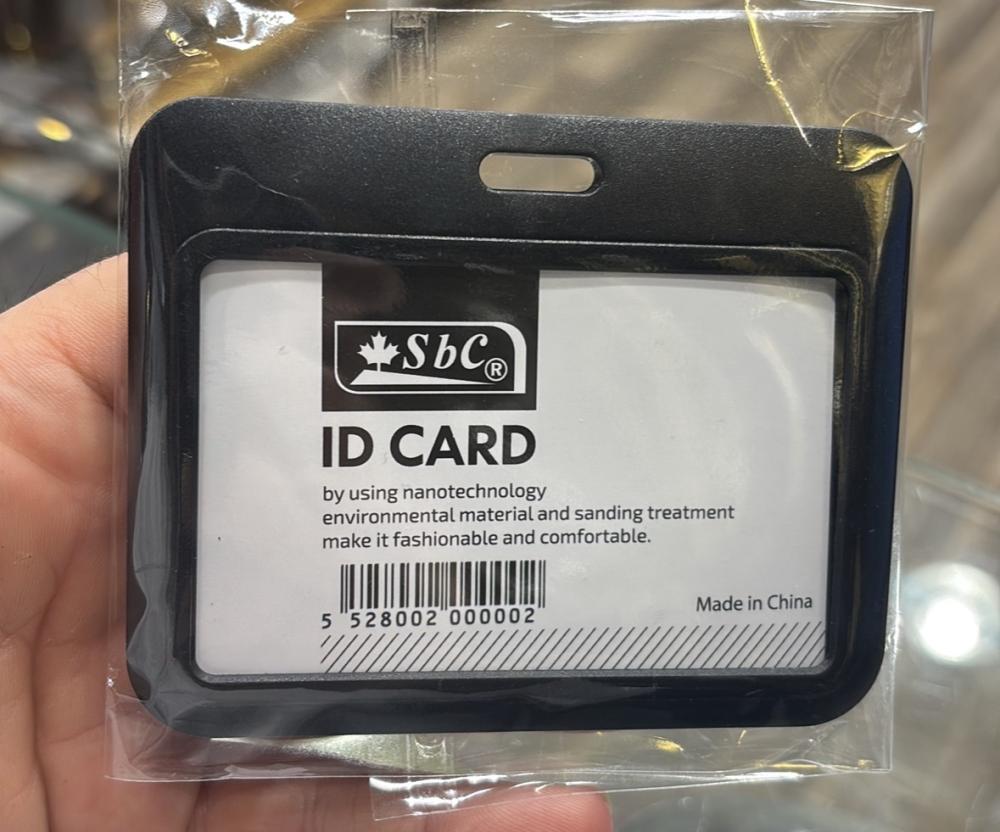 SbC®
ID CARD
by using nanotechnology
environmental material and sanding treatment
make it fashionable and comfortable.
5 528002 000002
Made in China